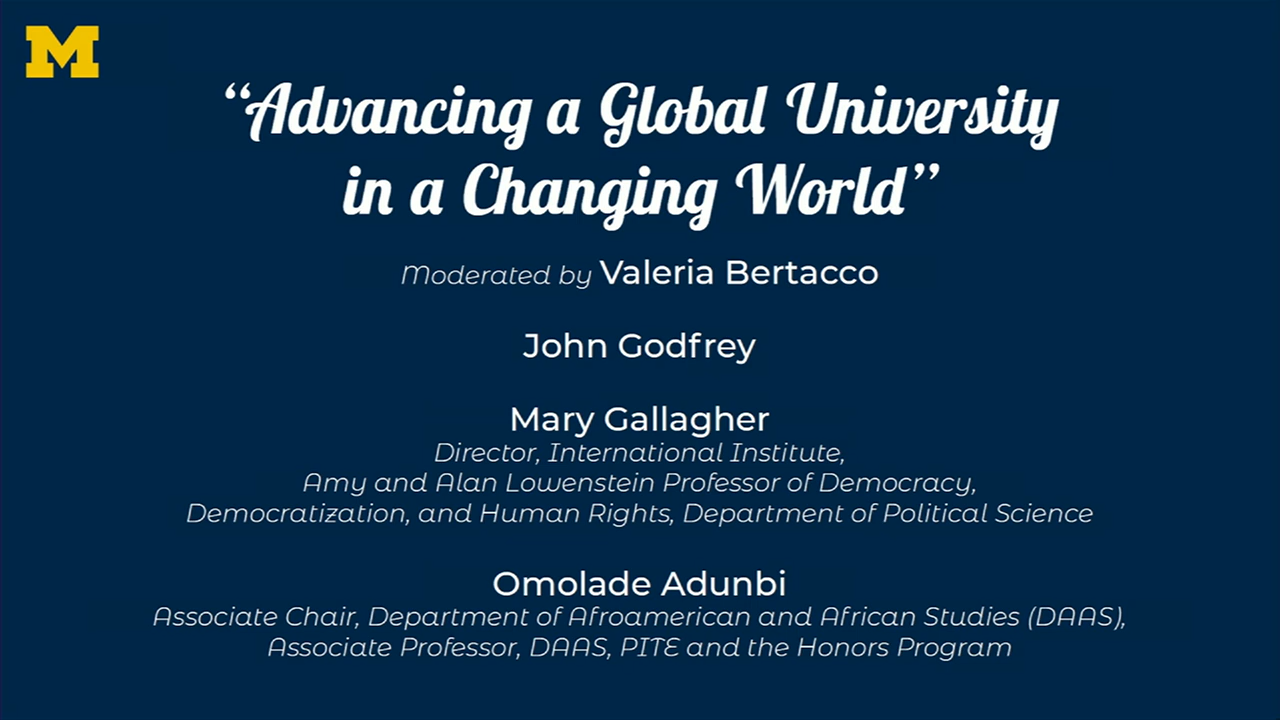 M
“Advancing a Global University
in a Changing World”
Moderated by Valeria Bertacco
John Godfrey
Mary Gallagher
Director, International Institute,
Amy and Alan Lowenstein Professor of Democracy,
Democratization, and Human Rights, Department of Political Science
Omolade Adunbi
Associate Chair, Department of Afroamerican and African Studies (DAAS),
Associate Professor, DAAS, PITE and the Honors Program